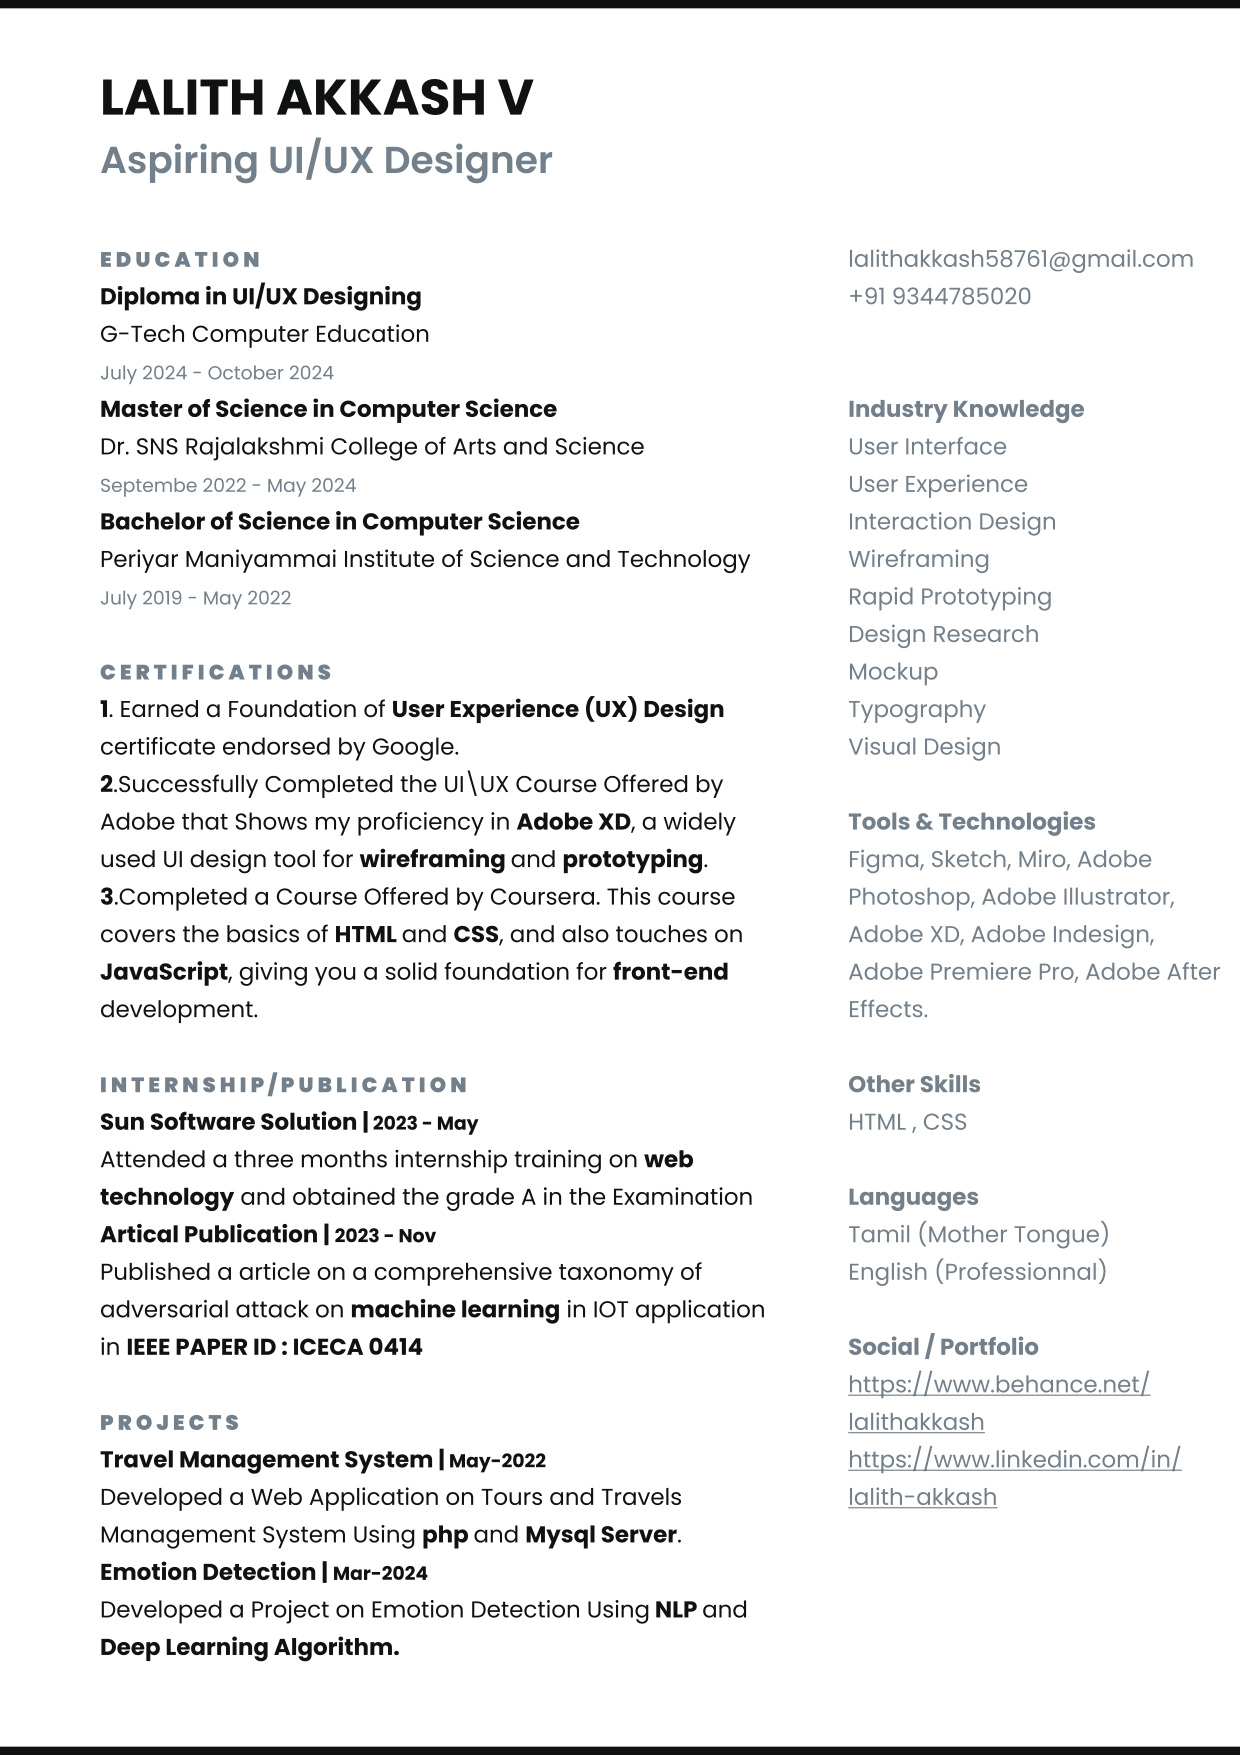 LALITH AKKASH V
Aspiring UI/UX Designer
EDUCATION
Diploma in UI/UX Designing
G-Tech Computer Education
July 2024 - October 2024
Master of Science in Computer Science
Dr. SNS Rajalakshmi College of Arts and Science
Septembe 2022 - May 2024
Bachelor of Science in Computer Science
Periyar Maniyammai Institute of Science and Technology
July 2019 - May 2022
CERTIFICATIONS
1. Earned a Foundation of User Experience (UX) Design
certificate endorsed by Google.
2.Successfully Completed the UI\UX Course Offered by
Adobe that Shows my proficiency in Adobe XD, a widely
used UI design tool for wireframing and prototyping.
3.Completed a Course Offered by Coursera. This course
covers the basics of HTML and CSS, and also touches on
JavaScript, giving you a solid foundation for front-end
development.
INTERNSHIP/PUBLICATION
Sun Software Solution | 2023 - May
Attended a three months internship training on web
technology and obtained the grade A in the Examination
Artical Publication | 2023 - Nov
Published a article on a comprehensive taxonomy of
adversarial attack on machine learning in IOT application
in IEEE PAPER ID : ICECA 0414
PROJECTS
Travel Management System | May-2022
Developed a Web Application on Tours and Travels
Management System Using php and Mysql Server.
Emotion Detection | Mar-2024
Developed a Project on Emotion Detection Using NLP and
Deep Learning Algorithm.
lalithakkash58761@gmail.com
+91 9344785020
Industry Knowledge
User Interface
User Experience
Interaction Design
Wireframing
Rapid Prototyping
Design Research
Mockup
Typography
Visual Design
Tools & Technologies
Figma, Sketch, Miro, Adobe
Photoshop, Adobe Illustrator,
Adobe XD, Adobe Indesign,
Adobe Premiere Pro, Adobe After
Effects.
Other Skills
HTML , CSS
Languages
Tamil (Mother Tongue)
English (Professionnal)
Social / Portfolio
https://www.behance.net/
lalithakkash
https://www.linkedin.com/in/
lalith-akkash